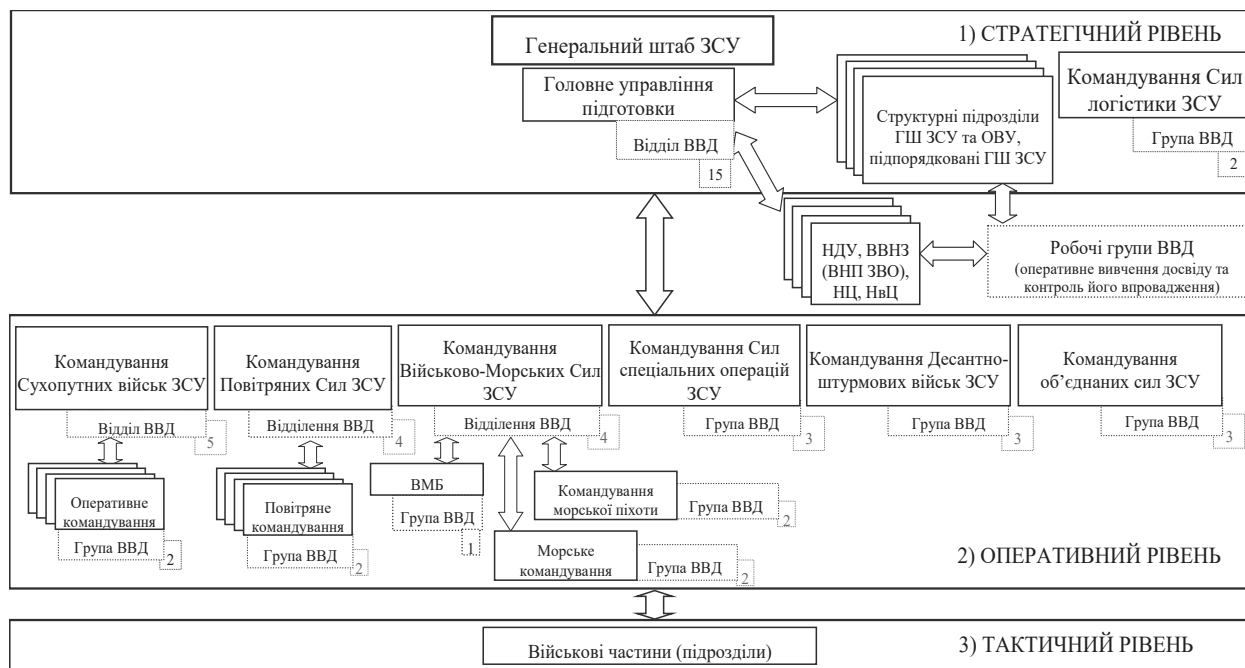 1) СТРАТЕГІЧНИЙ РІВЕНЬ
Генеральний штаб ЗСУ
Головне управління
підготовки
Відділ ВВД
15
Структурні підрозділи
ГШ ЗСУ та ОВУ,
підпорядковані ГШ ЗСУ
Командування Сил
логістики ЗСУ
Група ВВД
2
НДУ, ВВНЗ
(ВНП ЗВО),
НЦ, НвЦ
Робочі групи ВВД
(оперативне вивчення досвіду та
контроль його впровадження)
Командування
Сухопутних військ ЗСУ
Відділ ВВД
5
Командування
Повітряних Сил ЗСУ
Відділення ВВД
4
Командування
Військово-Морських Сил
ЗСУ
Відділення ВВД
4
Командування Сил
спеціальних операцій
ЗСУ
Група ВВД
3
Командування Десантно-
штурмових військ ЗСУ
Група ВВД
3
Командування
об’єднаних сил ЗСУ
Група ВВД
3
Оперативне
командування
Група ВВД
2
Повітряне
командування
Група ВВД
2
ВМБ
Група ВВД
1
Командування
морської піхоти
Група ВВД
2
Морське
командування
Група ВВД
2
2) ОПЕРАТИВНИЙ РІВЕНЬ
Військові частини (підрозділи)
3) ТАКТИЧНИЙ РІВЕНЬ